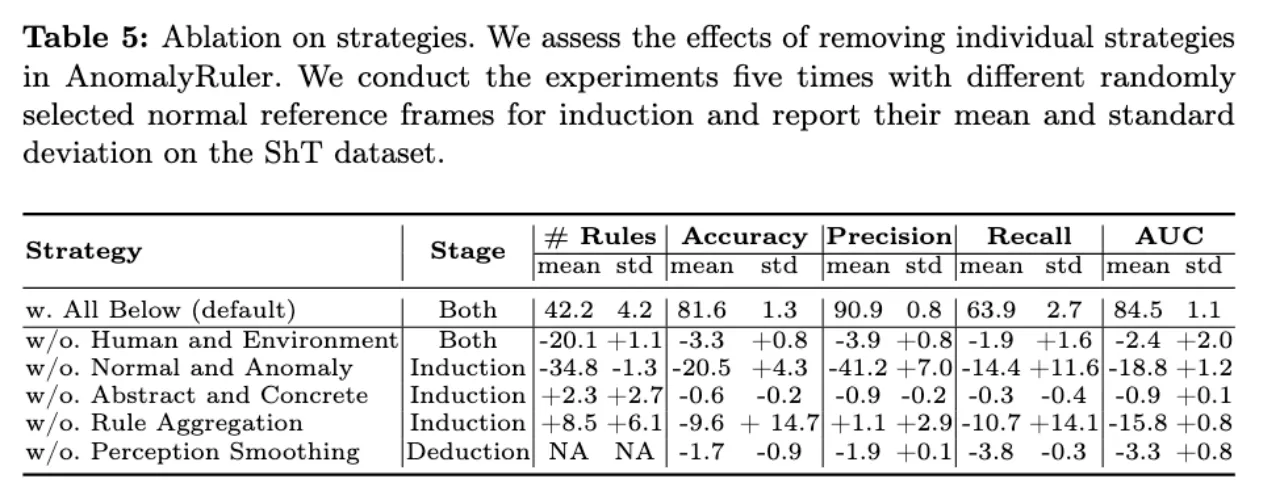 Table 5: Ablation on strategies. We assess the effects of removing individual strategies
in AnomalyRuler. We conduct the experiments five times with different randomly
selected normal reference frames for induction and report their mean and standard
deviation on the ShT dataset.
Strategy Stage # Rules Accuracy Precision Recall AUC
mean std mean std mean std mean std mean std
w. All Below (default) Both 42.2 4.2 81.6 1.3 90.9 0.8 63.9 2.7 84.5 1.1
w/o. Human and Environment Both -20.1 +1.1 -3.3 +0.8 -3.9 +0.8 -1.9 +1.6 -2.4 +2.0
w/o. Normal and Anomaly Induction -34.8 -1.3 -20.5 +4.3 -41.2 +7.0 -14.4 +11.6 -18.8 +1.2
w/o. Abstract and Concrete Induction +2.3 +2.7 -0.6 -0.2 -0.9 -0.2 -0.3 -0.4 -0.9 +0.1
w/o. Rule Aggregation Induction +8.5 +6.1 -9.6 + 14.7 +1.1 +2.9 -10.7 +14.1 -15.8 +0.8
w/o. Perception Smoothing Deduction NA NA -1.7 -0.9 -1.9 +0.1 -3.8 -0.3 -3.3 +0.8